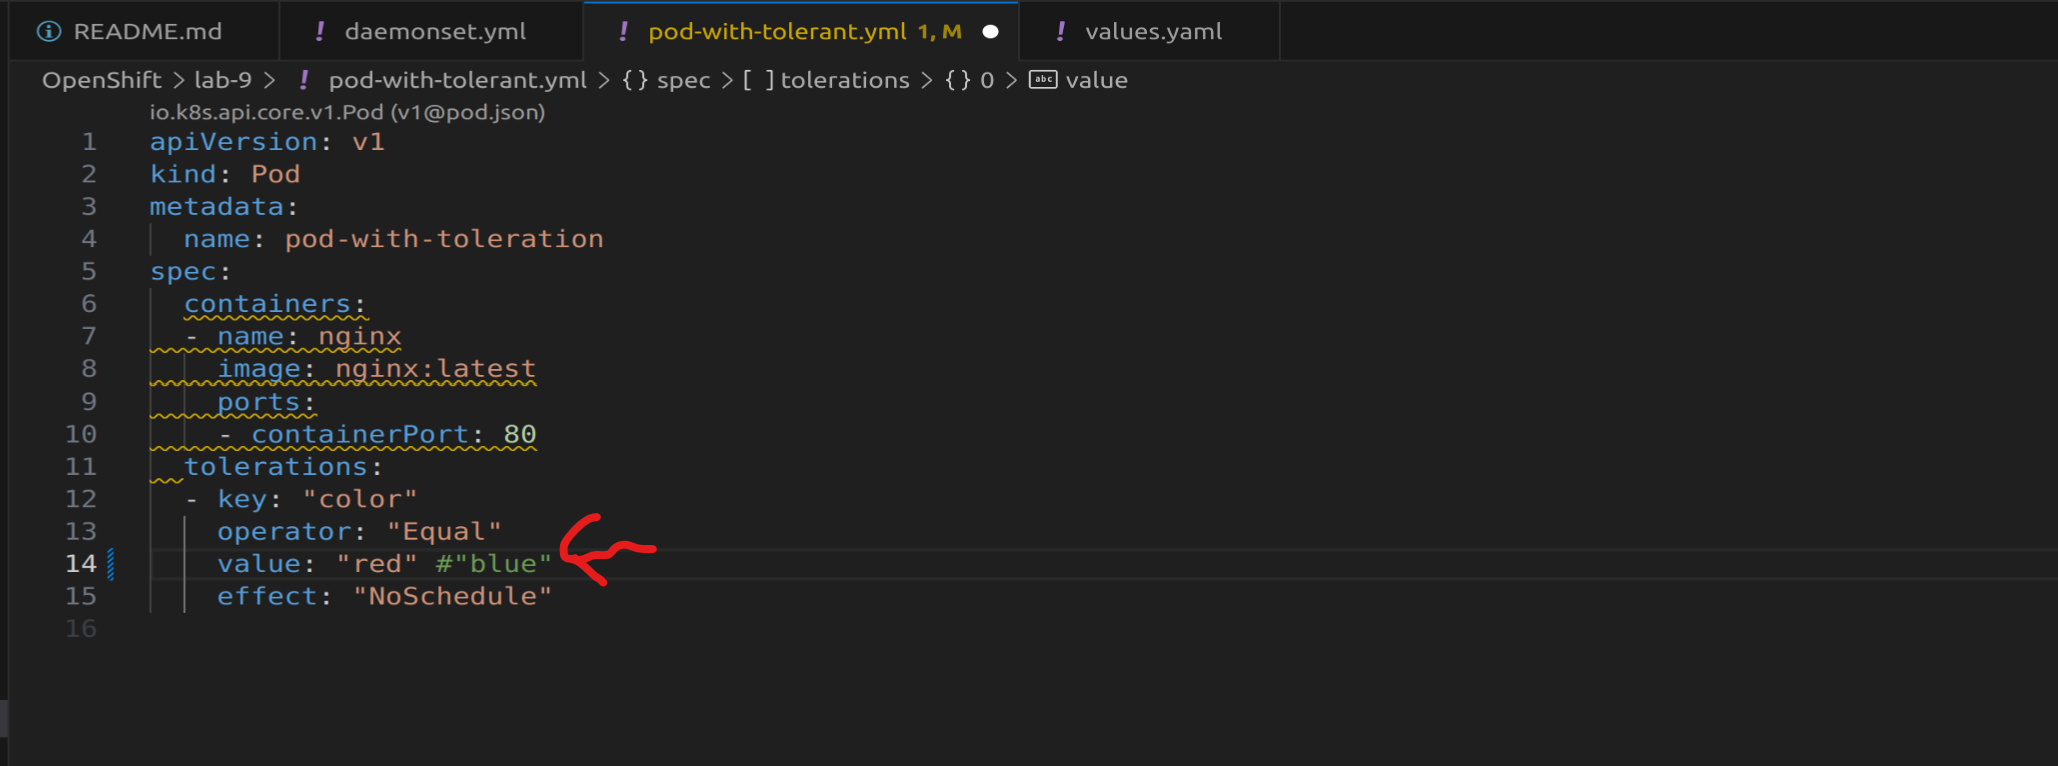 README.md
daemonset.yml
pod-with-tolerant.yml 1, M
values.yaml
OpenShift > lab-9 > ! pod-with-tolerant.yml > {} spec > [ ] tolerations > {} 0 > abc value
io.k8s.api.core.v1.Pod (v1@pod.json)
1 apiVersion: v1
2 kind: Pod
3 metadata:
4   name: pod-with-toleration
5 spec:
6   containers:
7   - name: nginx
8     image: nginx:latest
9     ports:
10     - containerPort: 80
11   tolerations:
12   - key: "color"
13     operator: "Equal"
14     value: "red" #"blue"
15     effect: "NoSchedule"
16